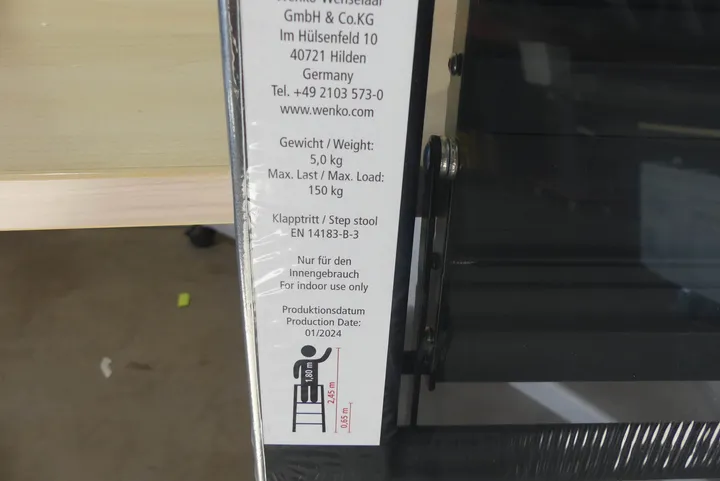 Wenko-Wenselaar
GmbH & Co.KG
Im Hülsenfeld 10
40721 Hilden
Germany
Tel. +49 2103 573-0
www.wenko.com
Gewicht / Weight:
5,0 kg
Max. Last / Max. Load:
150 kg
Klapptritt / Step stool
EN 14183-B-3
Nur für den
Innengebrauch
For indoor use only
Produktionsdatum
Production Date:
01/2024
1,80 m
2,45 m
0,65 m